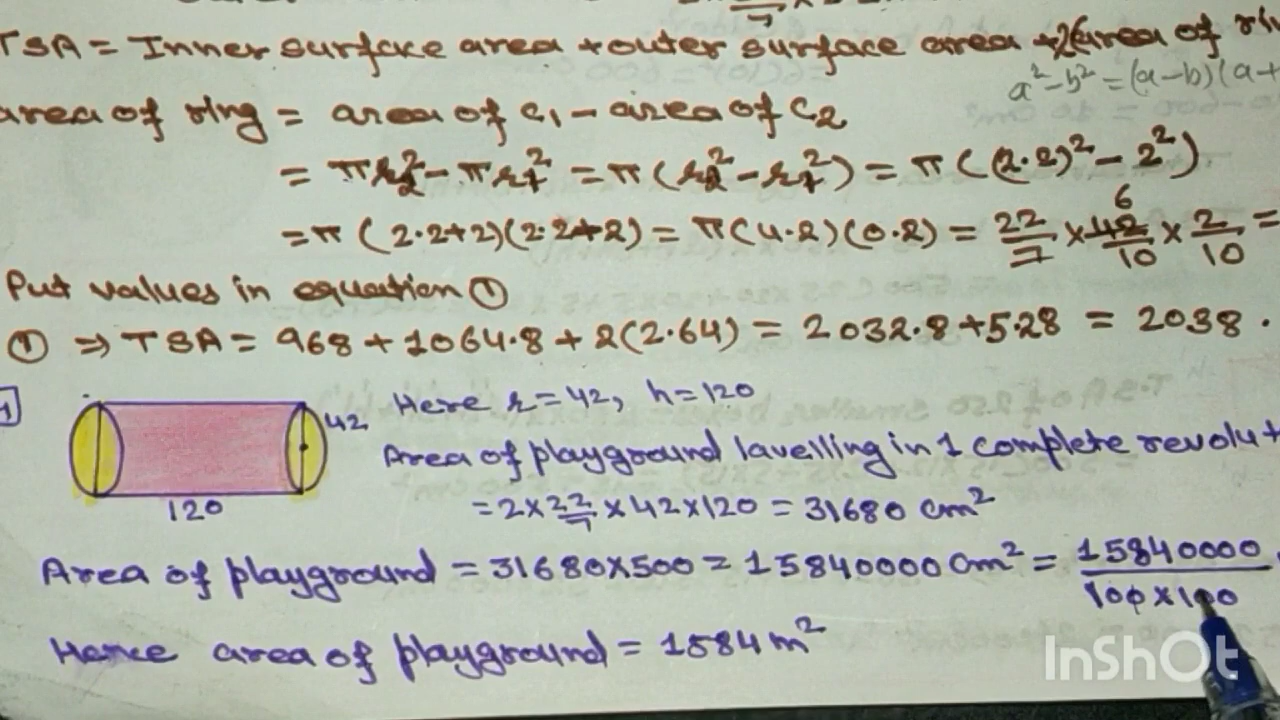 TSA = Inner surface area + outer surface area + 2(area of
a² - b² = (a-b)(a+
area of ring = area of c₁ - area of c₂
= πr₂² - πr₁² = π(r₂² - r₁²) = π((2.2)² - 2²)
= π(2.2+2)(2.2+2) = π(4.2)(0.2) = 22/7 × 42/10 × 2/10 =
6
Put values in equation ①
① ⇒ TSA = 968 + 1064.8 + 2(2.64) = 2032.8 + 5.28 = 2038.
1
42
Here r = 42, h = 120
Area of playground lavelling in 1 complete revolut
120
= 2×22/7 × 42×120 = 31680 cm²
Area of playground = 31680×500 = 15840000 cm² = 15840000/100×100
Hence area of playground = 1584 m²
InShOt